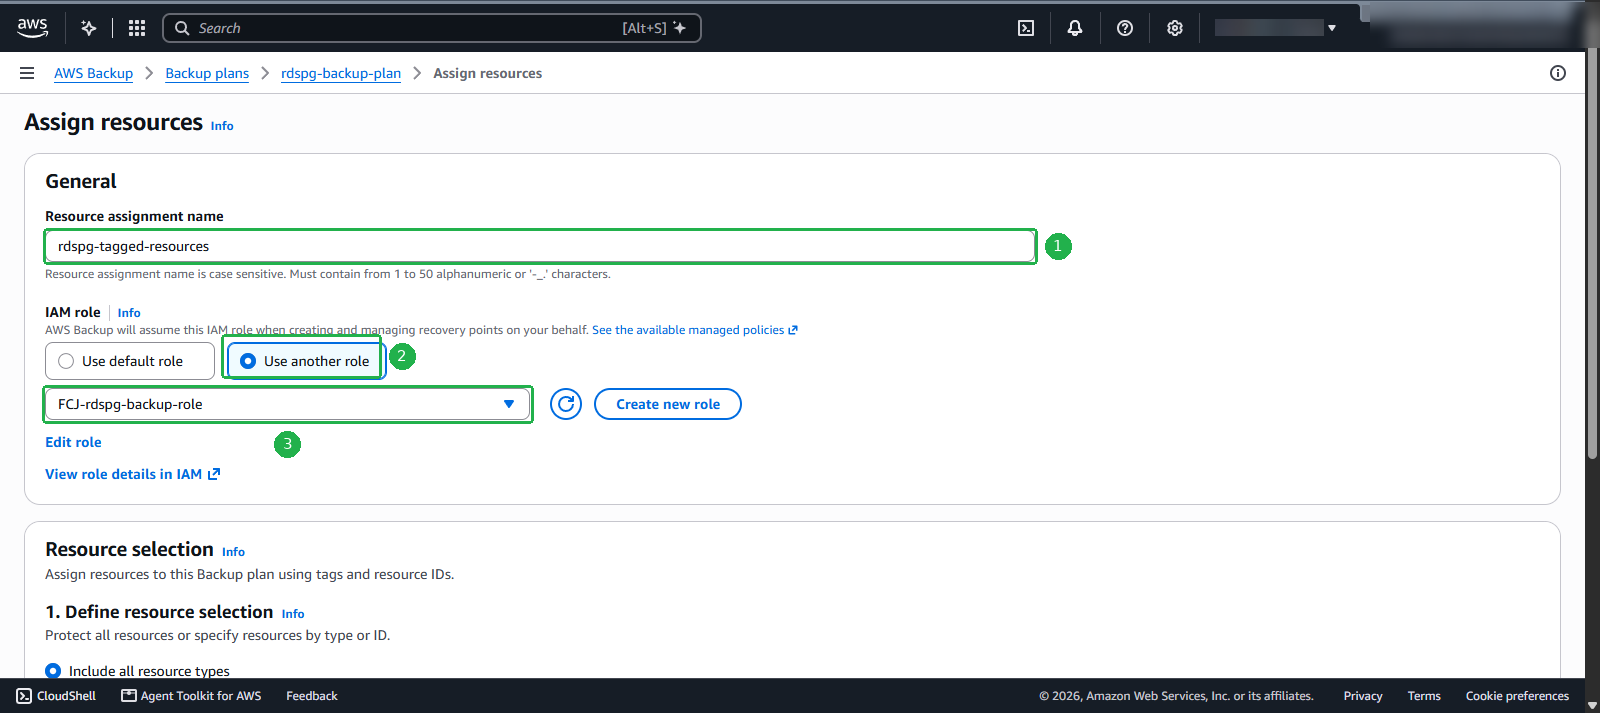 aws
Search [Alt+S]
AWS Backup > Backup plans > rdspg-backup-plan > Assign resources
Assign resources Info
General
Resource assignment name
rdspg-tagged-resources
1
Resource assignment name is case sensitive. Must contain from 1 to 50 alphanumeric or '-_.' characters.
IAM role Info
AWS Backup will assume this IAM role when creating and managing recovery points on your behalf. See the available managed policies
Use default role Use another role 2
FCJ-rdspg-backup-role Create new role
Edit role 3
View role details in IAM
Resource selection Info
Assign resources to this Backup plan using tags and resource IDs.
1. Define resource selection Info
Protect all resources or specify resources by type or ID.
Include all resource types
CloudShell Agent Toolkit for AWS Feedback © 2026, Amazon Web Services, Inc. or its affiliates. Privacy Terms Cookie preferences